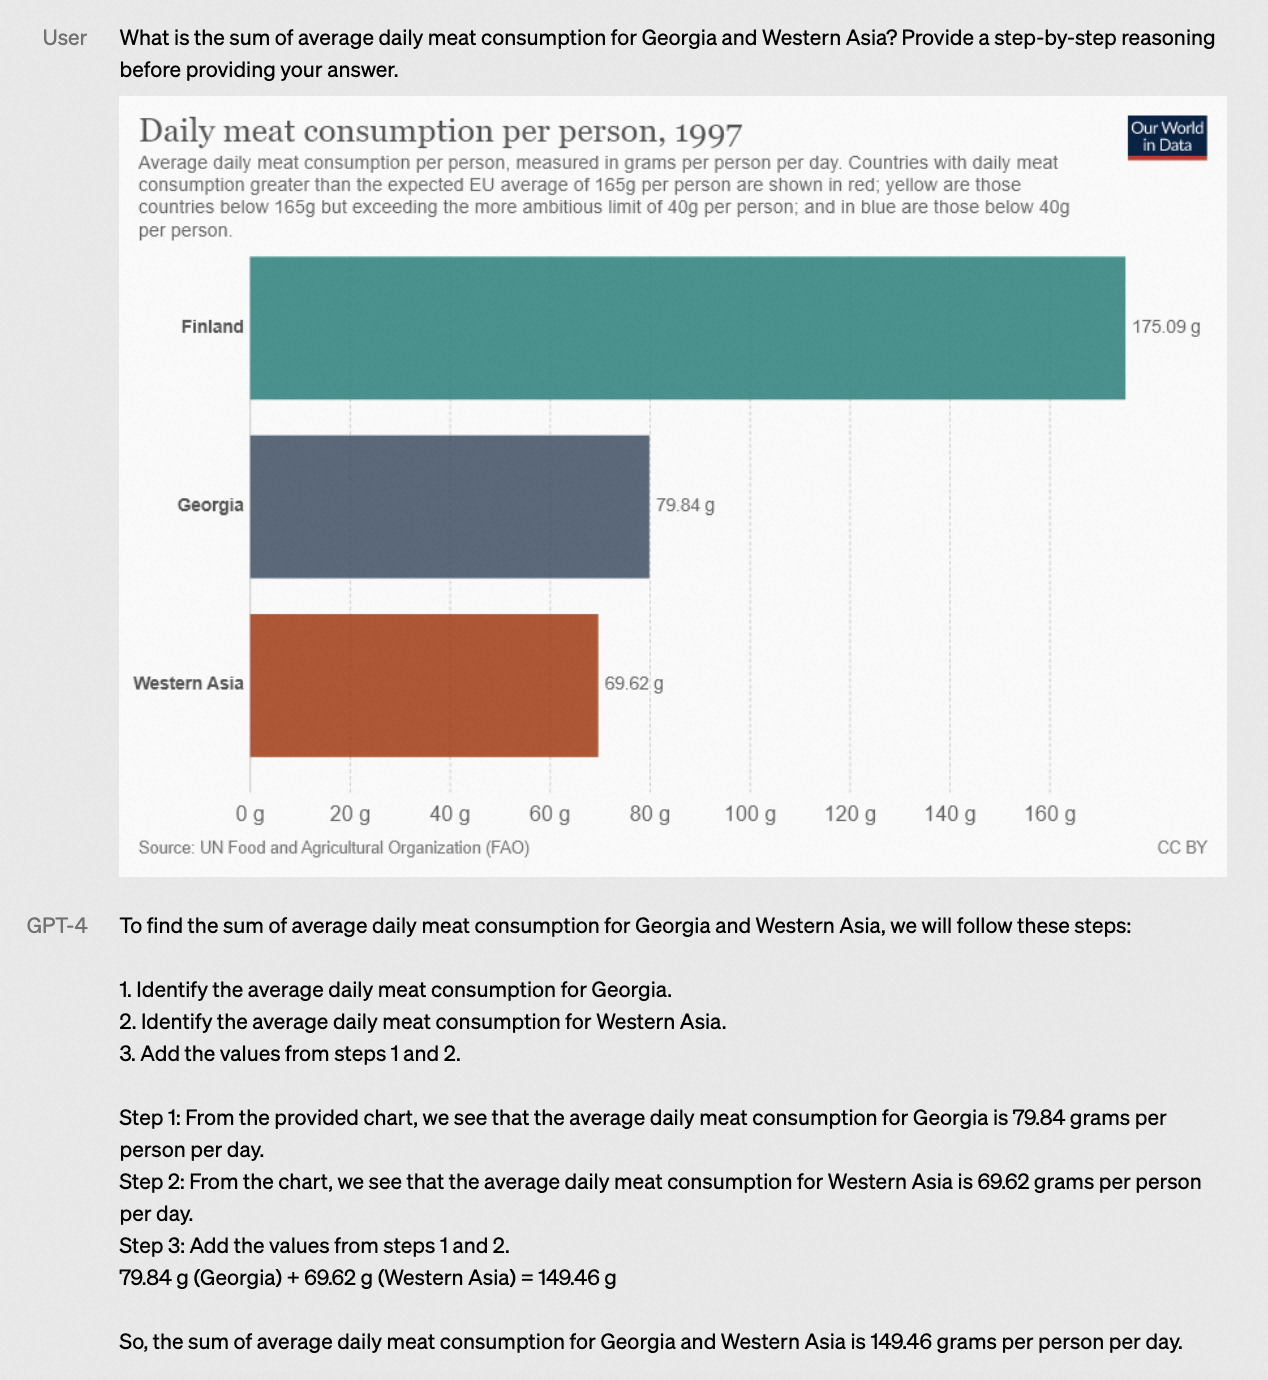 User
What is the sum of average daily meat consumption for Georgia and Western Asia? Provide a step-by-step reasoning
before providing your answer.
Daily meat consumption per person, 1997
Our World
in Data
Average daily meat consumption per person, measured in grams per person per day. Countries with daily meat
consumption greater than the expected EU average of 165g per person are shown in red; yellow are those
countries below 165g but exceeding the more ambitious limit of 40g per person; and in blue are those below 40g
per person.
Finland
175.09 g
Georgia
79.84 g
Western Asia
69.62 g
0 g 20 g 40 g 60 g 80 g 100 g 120 g 140 g 160 g
Source: UN Food and Agricultural Organization (FAO)
CC BY
GPT-4
To find the sum of average daily meat consumption for Georgia and Western Asia, we will follow these steps:
1. Identify the average daily meat consumption for Georgia.
2. Identify the average daily meat consumption for Western Asia.
3. Add the values from steps 1 and 2.
Step 1: From the provided chart, we see that the average daily meat consumption for Georgia is 79.84 grams per
person per day.
Step 2: From the chart, we see that the average daily meat consumption for Western Asia is 69.62 grams per person
per day.
Step 3: Add the values from steps 1 and 2.
79.84 g (Georgia) + 69.62 g (Western Asia) = 149.46 g
So, the sum of average daily meat consumption for Georgia and Western Asia is 149.46 grams per person per day.